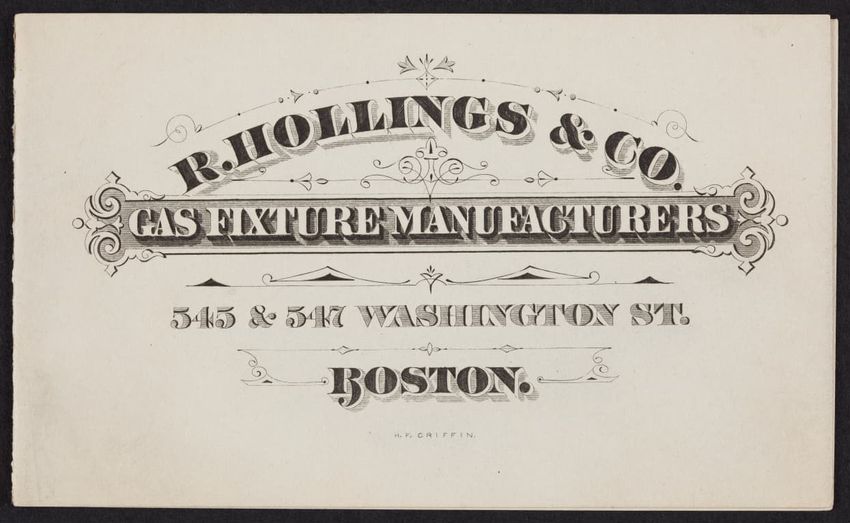 R. HOLLINGS & CO.
GAS FIXTURE MANUFACTURERS
545 & 547 WASHINGTON ST.
BOSTON.
H. F. GRIFFIN.